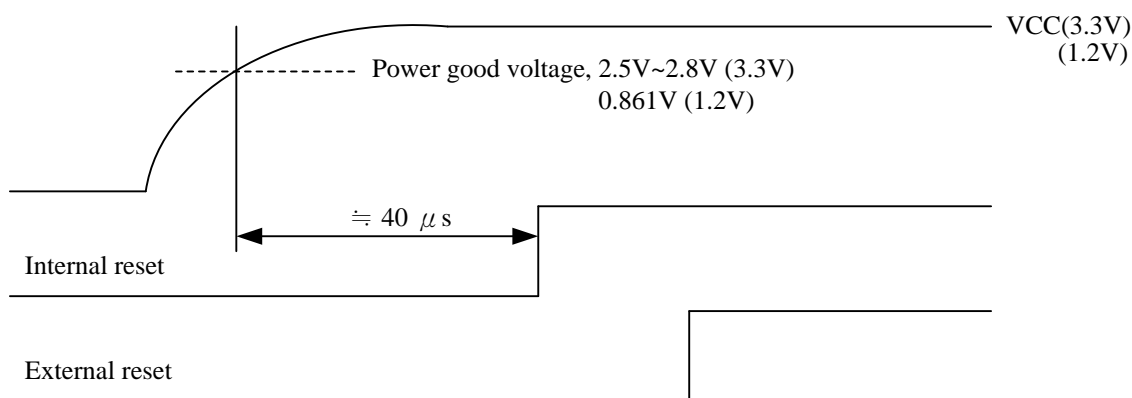 VCC(3.3V)
(1.2V)
Power good voltage, 2.5V~2.8V (3.3V)
0.861V (1.2V)
≒ 40 μs
Internal reset
External reset